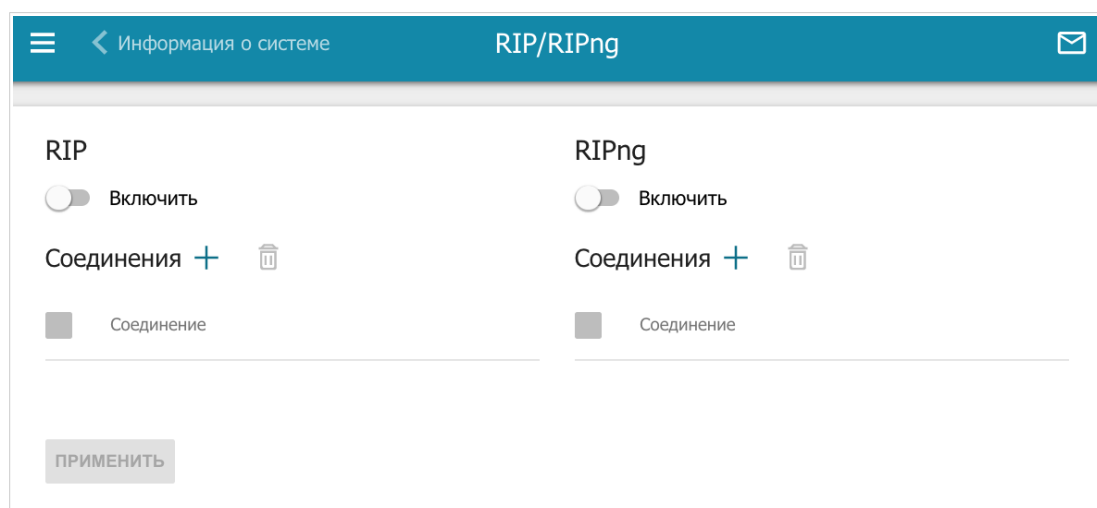 Информация о системе
RIP/RIPng
RIP
Включить
Соединения
Соединение
RIPng
Включить
Соединения
Соединение
ПРИМЕНИТЬ